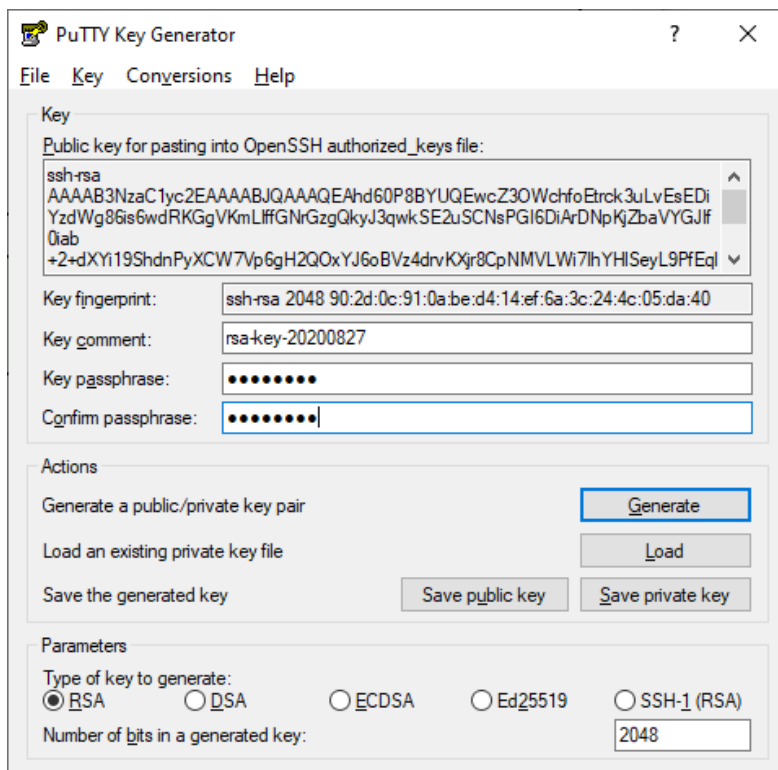 PuTTY Key Generator
File Key Conversions Help
Key
Public key for pasting into OpenSSH authorized_keys file:
ssh-rsa
AAAAB3NzaC1yc2EAAAABJQAAAQEAhd60P8BYUQEwcZ3OWchfoEtrck3uLvEsEDi
YzdWg86is6wdRKGgVKmLIffGNrGzgQkyJ3qwkSE2uSCNsPGI6DiArDNpKjZbaVYGJIf
0iab
+2+dXYi19ShdnPyXCW7Vp6gH2QOxYJ6oBVz4drvKXjr8CpNMVLWi7IhYHISeyL9PfEql
Key fingerprint: ssh-rsa 2048 90:2d:0c:91:0a:be:d4:14:ef:6a:3c:24:4c:05:da:40
Key comment: rsa-key-20200827
Key passphrase:
Confirm passphrase:
Actions
Generate a public/private key pair Generate
Load an existing private key file Load
Save the generated key Save public key Save private key
Parameters
Type of key to generate:
RSA DSA ECDSA Ed25519 SSH-1 (RSA)
Number of bits in a generated key: 2048